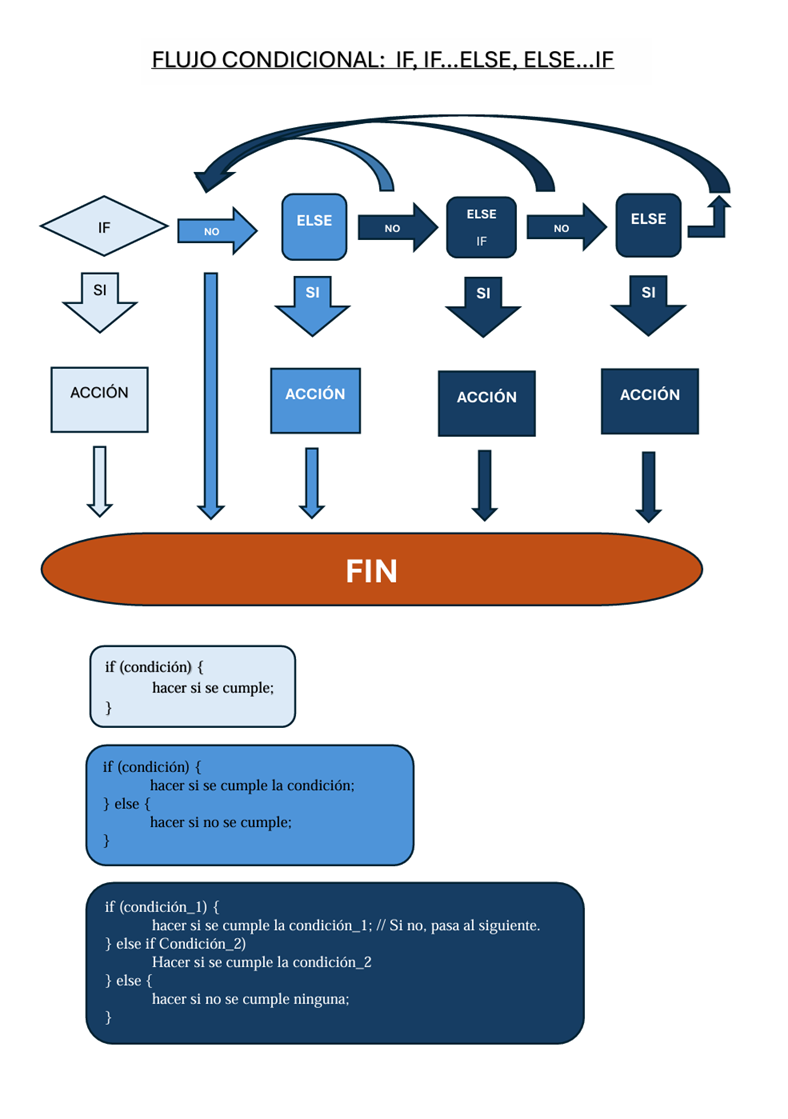 FLUJO CONDICIONAL: IF, IF...ELSE, ELSE...IF
IF
NO
ELSE
NO
ELSE
IF
NO
ELSE
SI
SI
SI
SI
ACCIÓN
ACCIÓN
ACCIÓN
ACCIÓN
FIN
if (condición) {
hacer si se cumple;
}
if (condición) {
hacer si se cumple la condición;
} else {
hacer si no se cumple;
}
if (condición_1) {
hacer si se cumple la condición_1; // Si no, pasa al siguiente.
} else if Condición_2)
Hacer si se cumple la condición_2
} else {
hacer si no se cumple ninguna;
}